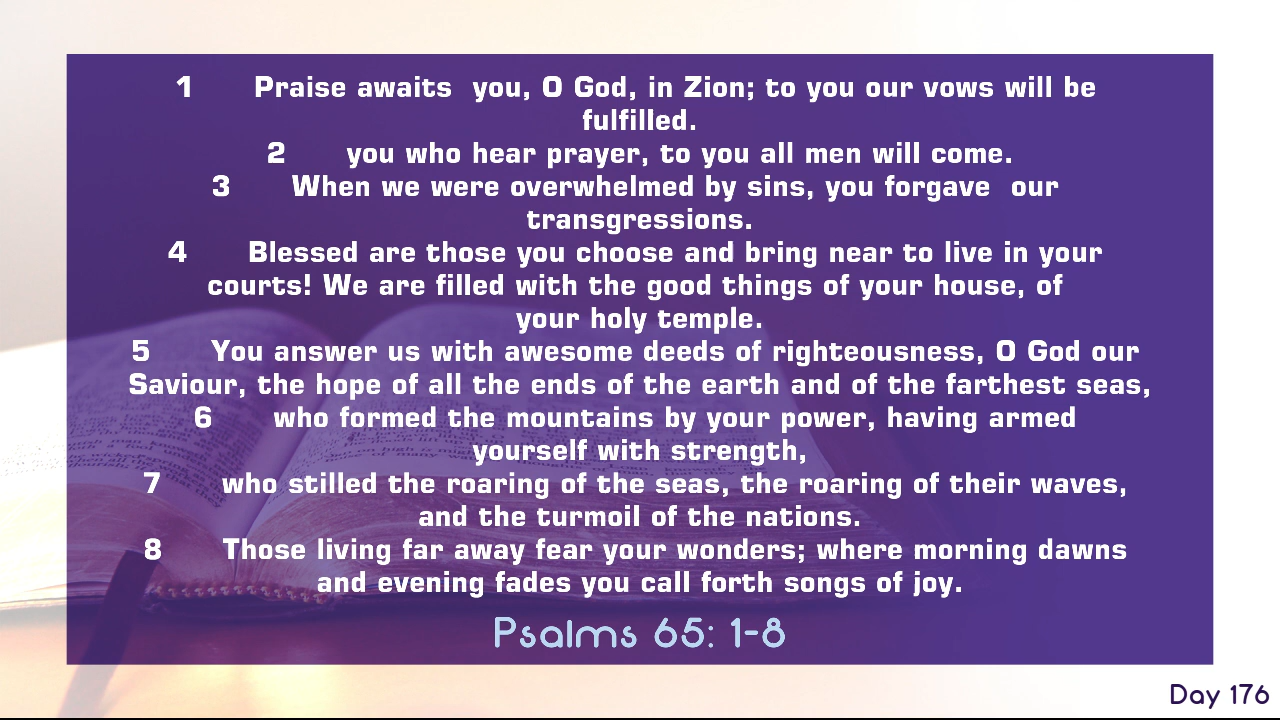 1 Praise awaits you, O God, in Zion; to you our vows will be
fulfilled.
2 you who hear prayer, to you all men will come.
3 When we were overwhelmed by sins, you forgave our
transgressions.
4 Blessed are those you choose and bring near to live in your
courts! We are filled with the good things of your house, of
your holy temple.
5 You answer us with awesome deeds of righteousness, O God our
Saviour, the hope of all the ends of the earth and of the farthest seas,
6 who formed the mountains by your power, having armed
yourself with strength,
7 who stilled the roaring of the seas, the roaring of their waves,
and the turmoil of the nations.
8 Those living far away fear your wonders; where morning dawns
and evening fades you call forth songs of joy.
Psalms 65: 1-8
Day 176